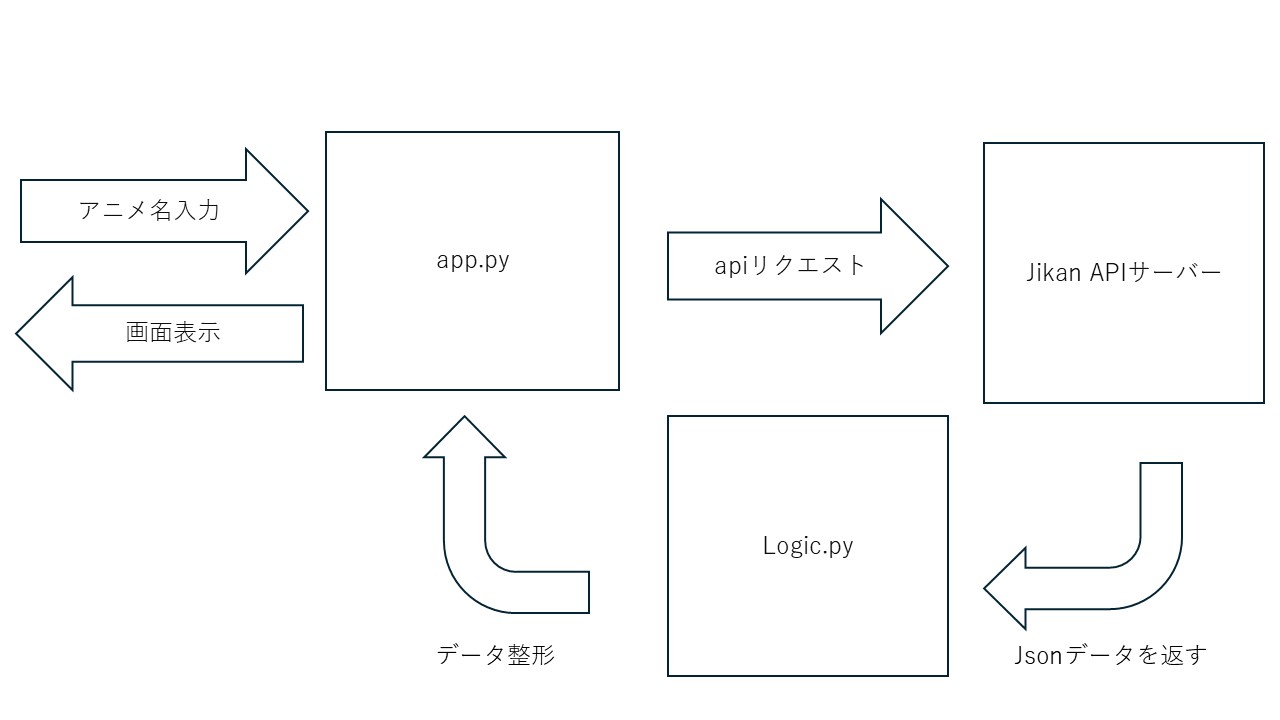 アニメ名入力
app.py
apiリクエスト
Jikan APIサーバー
画面表示
Logic.py
データ整形
Jsonデータを返す